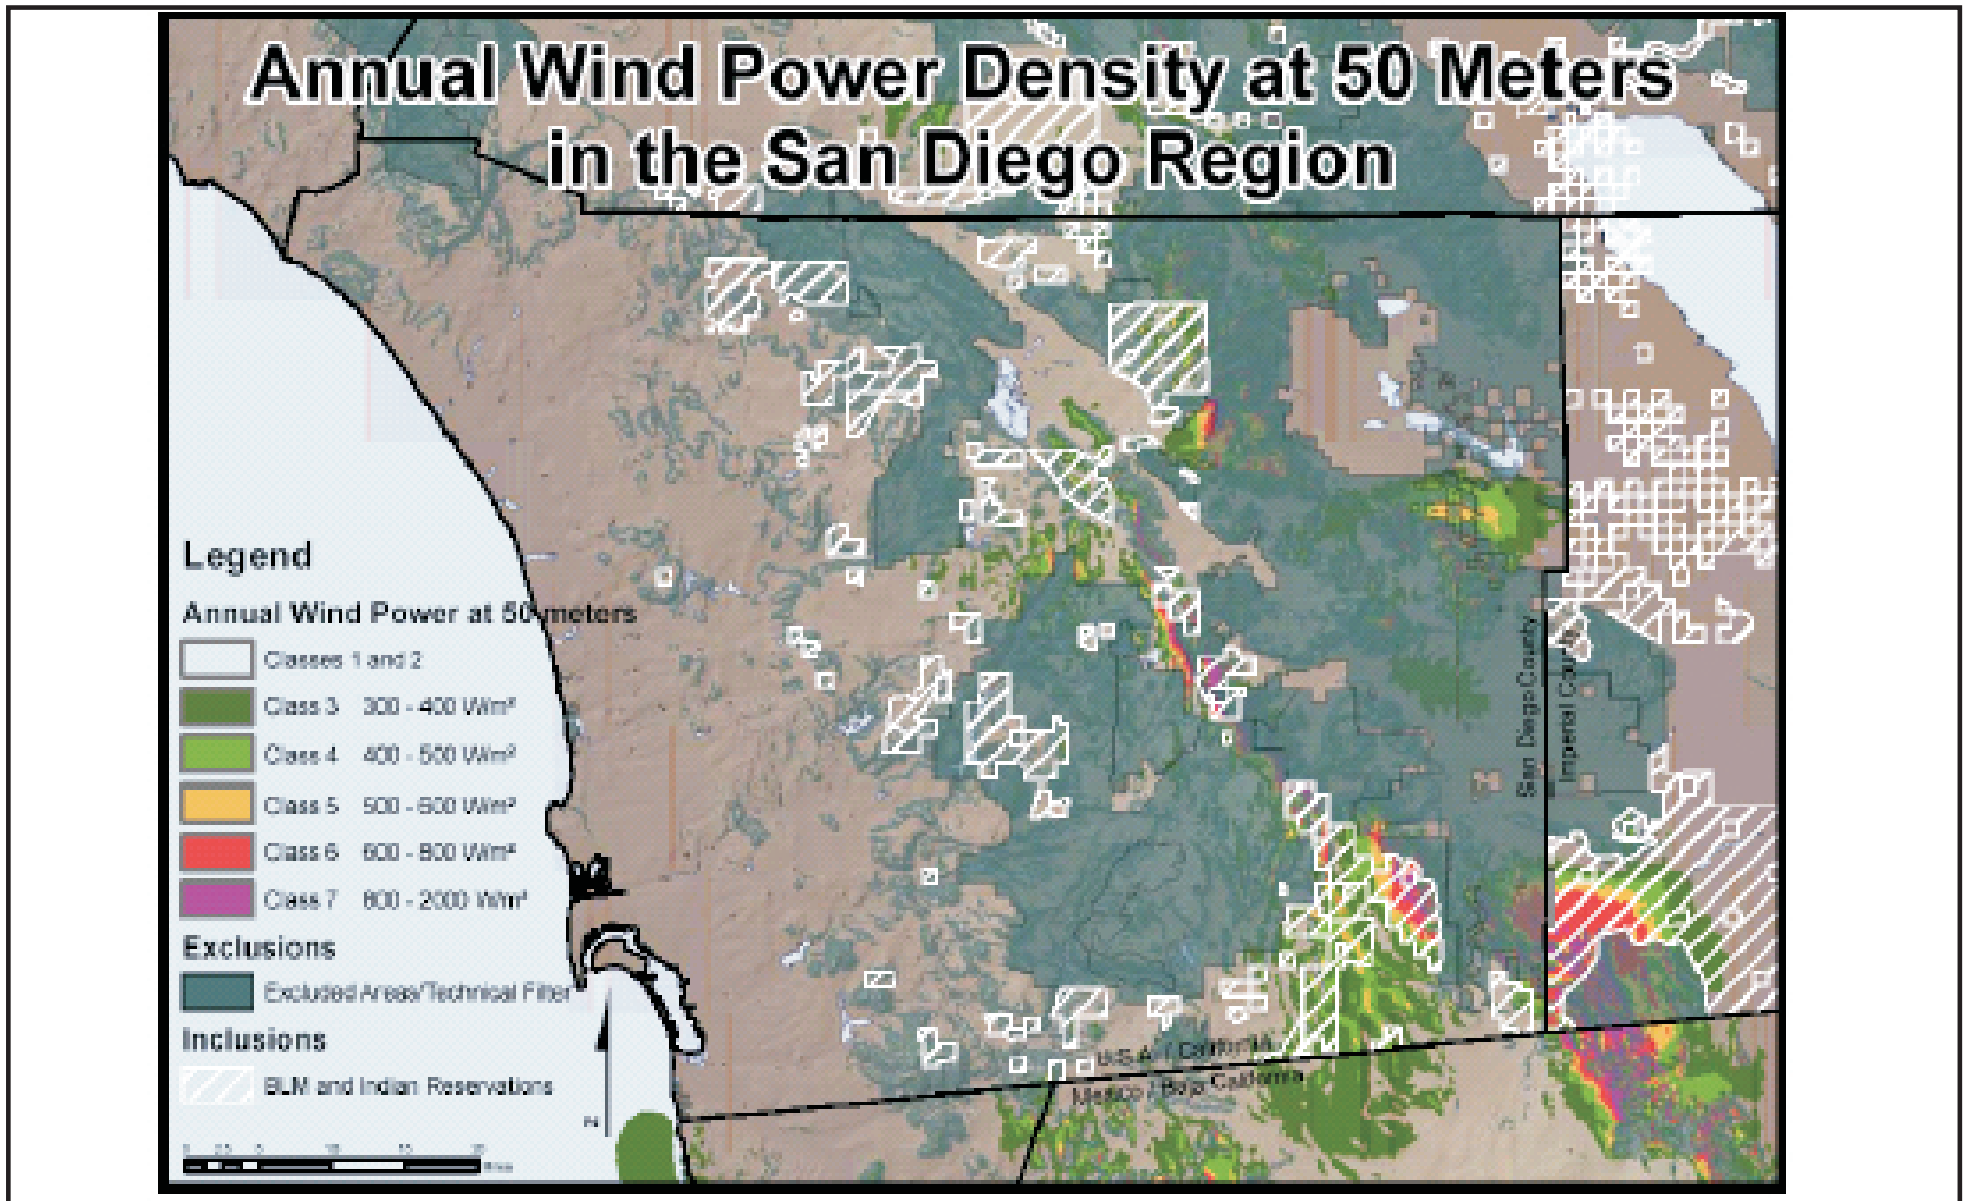 Annual Wind Power Density at 50 Meters
in the San Diego Region
Legend
Annual Wind Power at 50 meters
Classes 1 and 2
Class 3 300 - 400 W/m²
Class 4 400 - 500 W/m²
Class 5 500 - 600 W/m²
Class 6 600 - 800 W/m²
Class 7 800 - 2000 W/m²
Exclusions
Excluded Areas/Technical Filter
Inclusions
BLM and Indian Reservations
San Diego County
Imperial County
U.S.A. / California
Mexico / Baja California
N